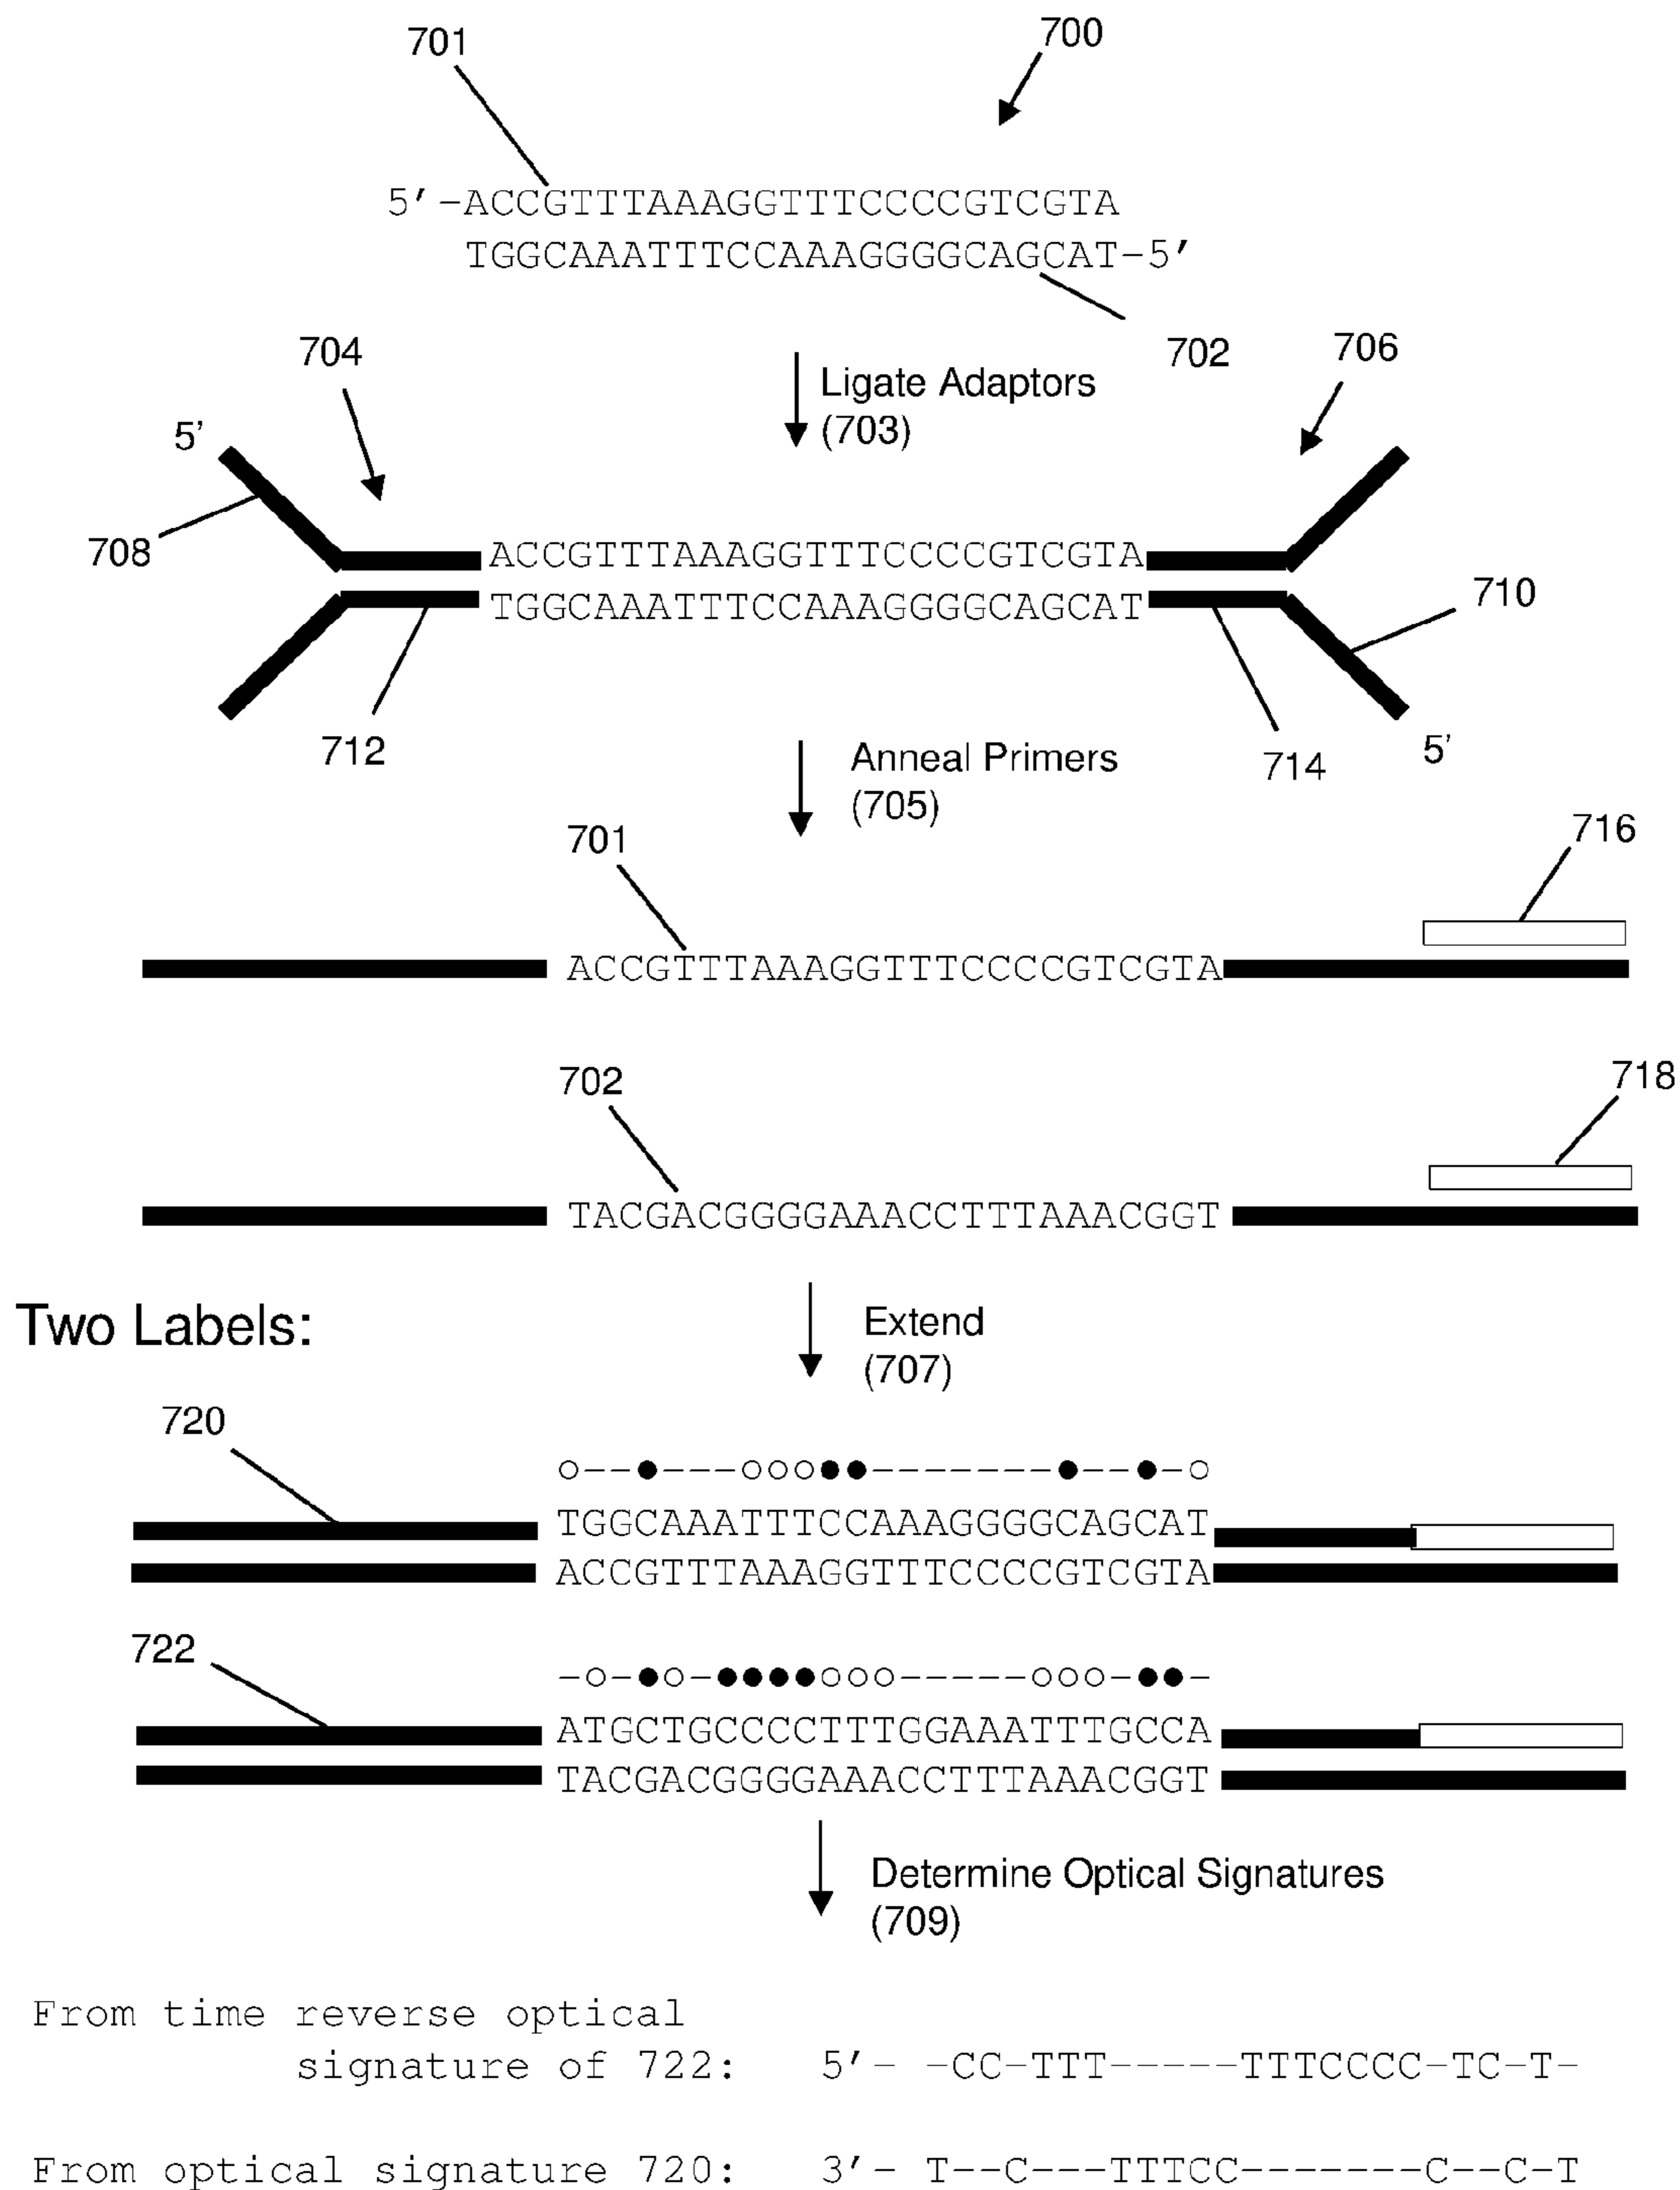 701
700
5′-ACCGTTTAAAGGTTTCCCCGTCGTA
TGGCAAATTTCCAAAGGGGCAGCAT-5′
702
704
706
Ligate Adaptors
(703)
5’
708
ACCGTTTAAAGGTTTCCCCGTCGTA
TGGCAAATTTCCAAAGGGGCAGCAT
710
712
714
5’
Anneal Primers
(705)
701
716
ACCGTTTAAAGGTTTCCCCGTCGTA
702
718
TACGACGGGGAAACCTTTAAACGGT
Two Labels:
Extend
(707)
720
○--●---○○○●●-------●--●-○
TGGCAAATTTCCAAAGGGGCAGCAT
ACCGTTTAAAGGTTTCCCCGTCGTA
722
-○-●○-●●●●○○○-----○○○-●●-
ATGCTGCCCCTTTGGAAATTTGCCA
TACGACGGGGAAACCTTTAAACGGT
Determine Optical Signatures
(709)
From time reverse optical
signature of 722: 5′- -CC-TTT-----TTTCCCC-TC-T-
From optical signature 720: 3′- T--C---TTTCC-------C--C-T